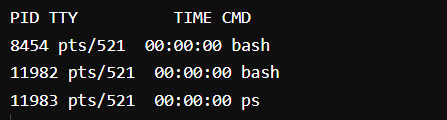 PID TTY          TIME CMD
8454 pts/521  00:00:00 bash
11982 pts/521  00:00:00 bash
11983 pts/521  00:00:00 ps